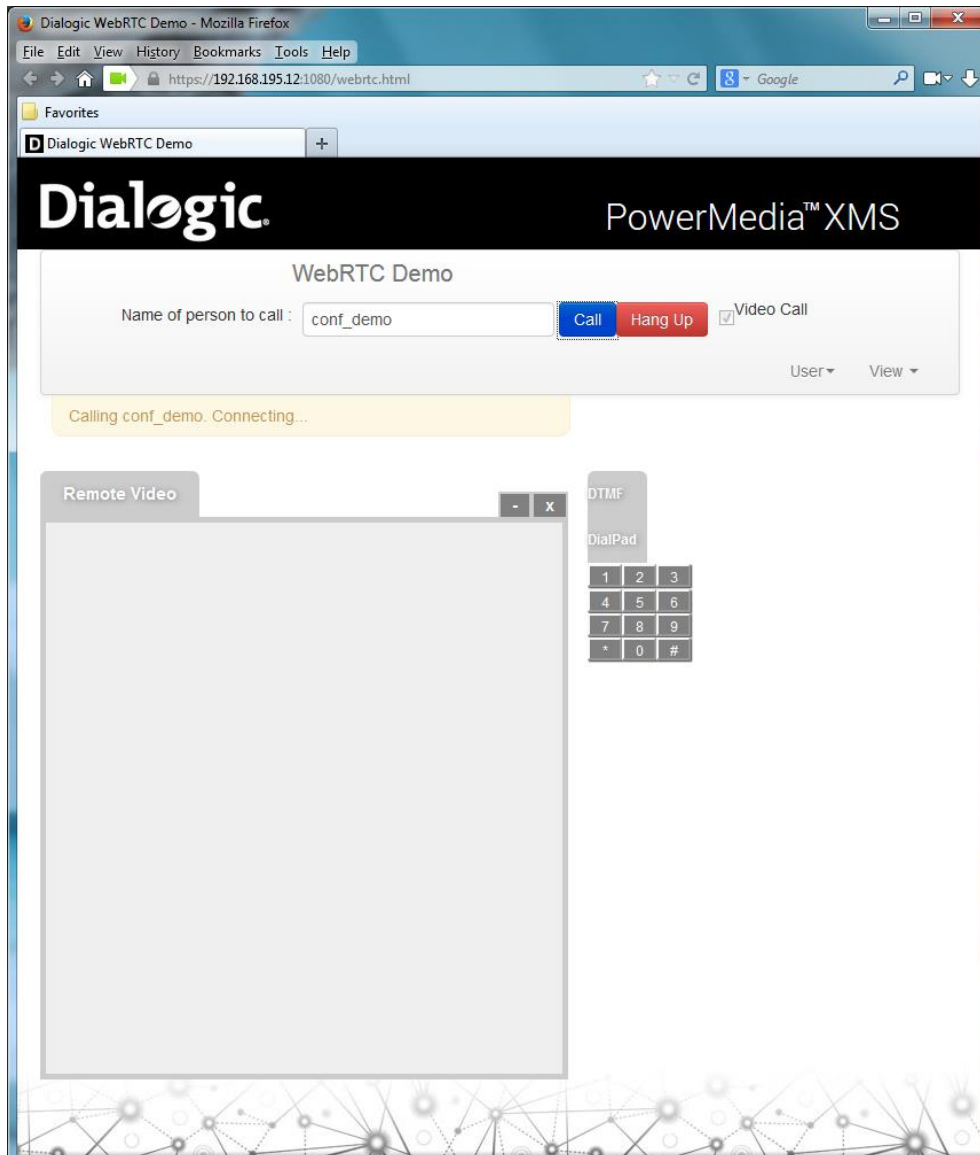 Dialogic WebRTC Demo - Mozilla Firefox
File Edit View History Bookmarks Tools Help
https://192.168.195.12:1080/webrtc.html
8 Google
Favorites
D Dialogic WebRTC Demo +
Dialogic.
PowerMedia™ XMS
WebRTC Demo
Name of person to call : conf_demo Call Hang Up Video Call
User View
Calling conf_demo. Connecting...
Remote Video
- x
DTMF
DialPad
1 2 3
4 5 6
7 8 9
* 0 #